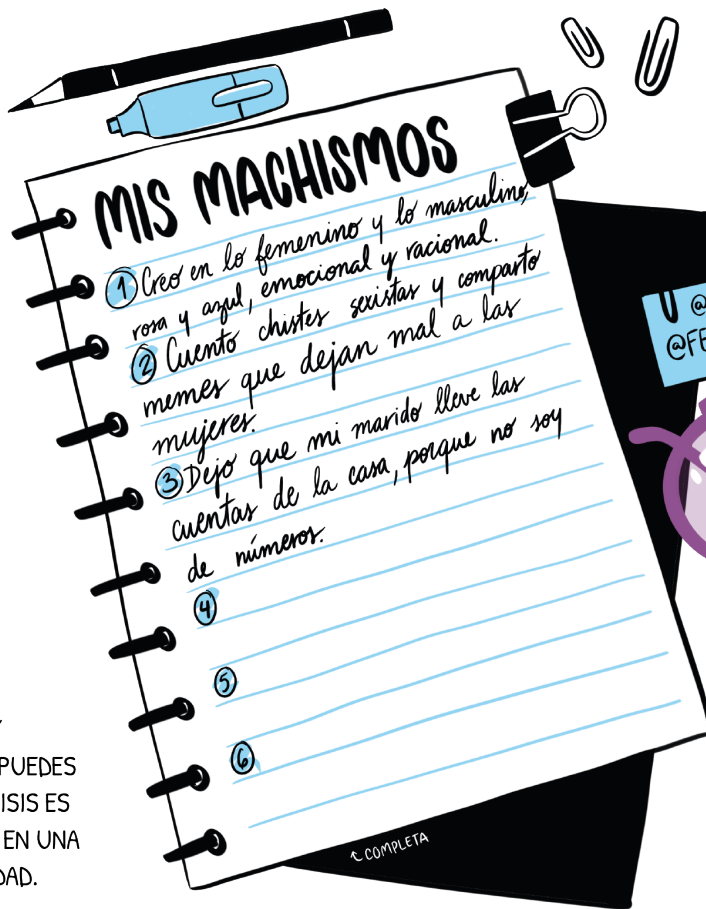 MIS MACHISMOS
1 Creo en lo femenino y lo masculino,
rosa y azul, emocional y racional.
2 Cuento chistes sexistas y comparto
memes que dejan mal a las
mujeres.
3 Dejo que mi marido lleve las
cuentas de la casa, porque no soy
de números.
4
5
6
COMPLETA
@
@FE
PUEDES
ISIS ES
EN UNA
DAD.